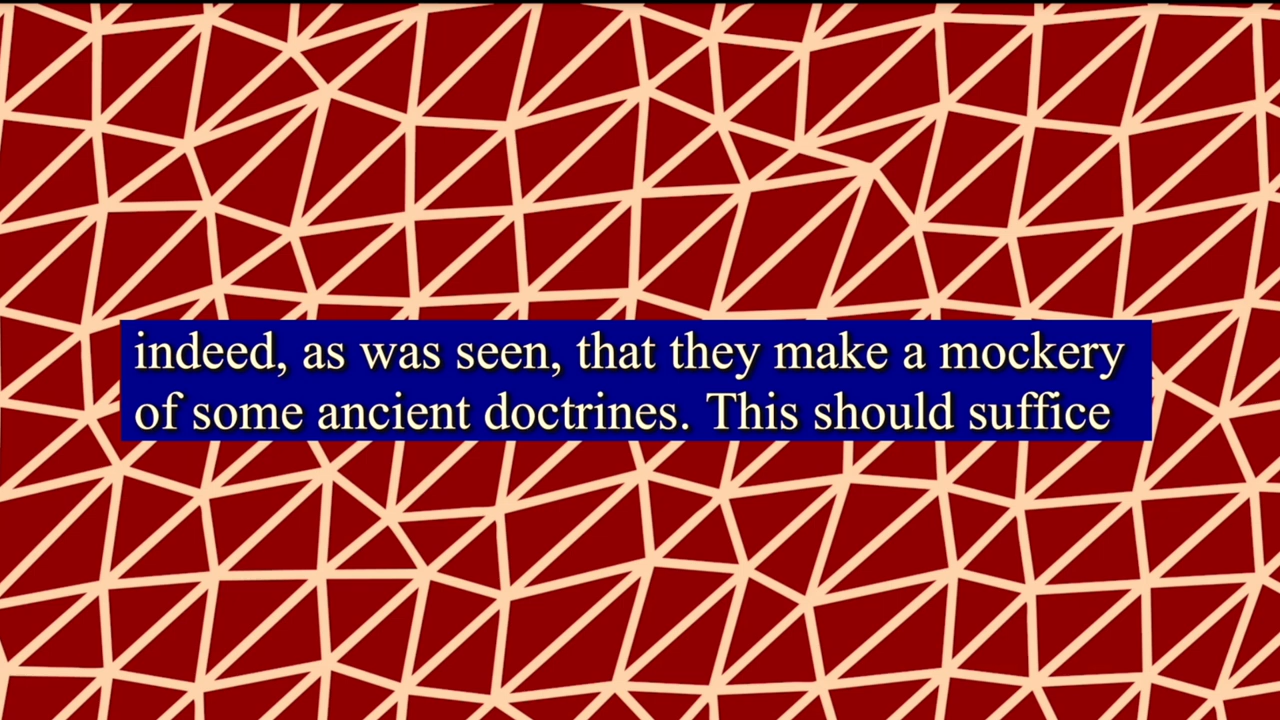 indeed, as was seen, that they make a mockery
of some ancient doctrines. This should suffice